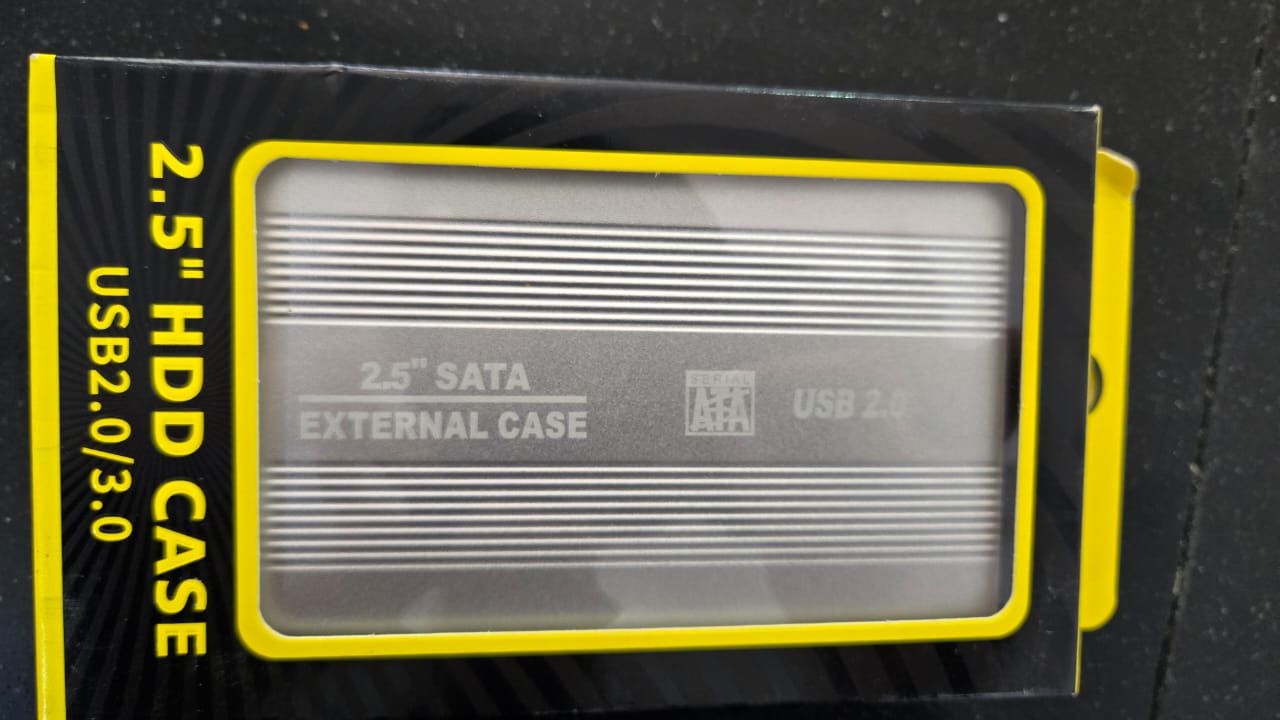 2.5" HDD CASE
USB2.0/3.0
2.5" SATA
EXTERNAL CASE
SERIAL
ATA
USB 2.0